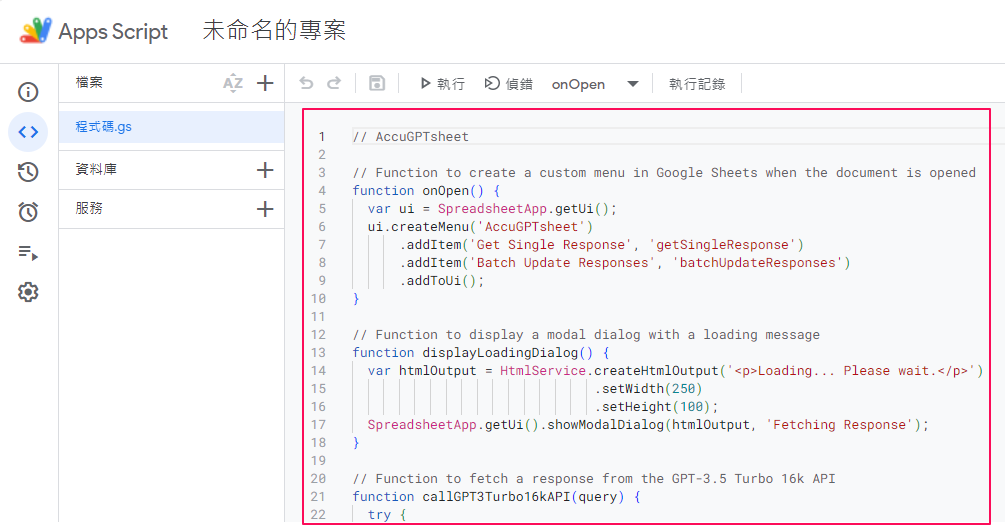 Apps Script 未命名的專案
檔案
AZ
執行 偵錯 onOpen 執行記錄
程式碼.gs
資料庫
服務
1 // AccuGPTsheet
2
3 // Function to create a custom menu in Google Sheets when the document is opened
4 function onOpen() {
5 var ui = SpreadsheetApp.getUi();
6 ui.createMenu('AccuGPTsheet')
7 .addItem('Get Single Response', 'getSingleResponse')
8 .addItem('Batch Update Responses', 'batchUpdateResponses')
9 .addToUi();
10 }
11
12 // Function to display a modal dialog with a loading message
13 function displayLoadingDialog() {
14 var htmlOutput = HtmlService.createHtmlOutput('<p>Loading... Please wait.</p>')
15 .setWidth(250)
16 .setHeight(100);
17 SpreadsheetApp.getUi().showModalDialog(htmlOutput, 'Fetching Response');
18 }
19
20 // Function to fetch a response from the GPT-3.5 Turbo 16k API
21 function callGPT3Turbo16kAPI(query) {
22 try {